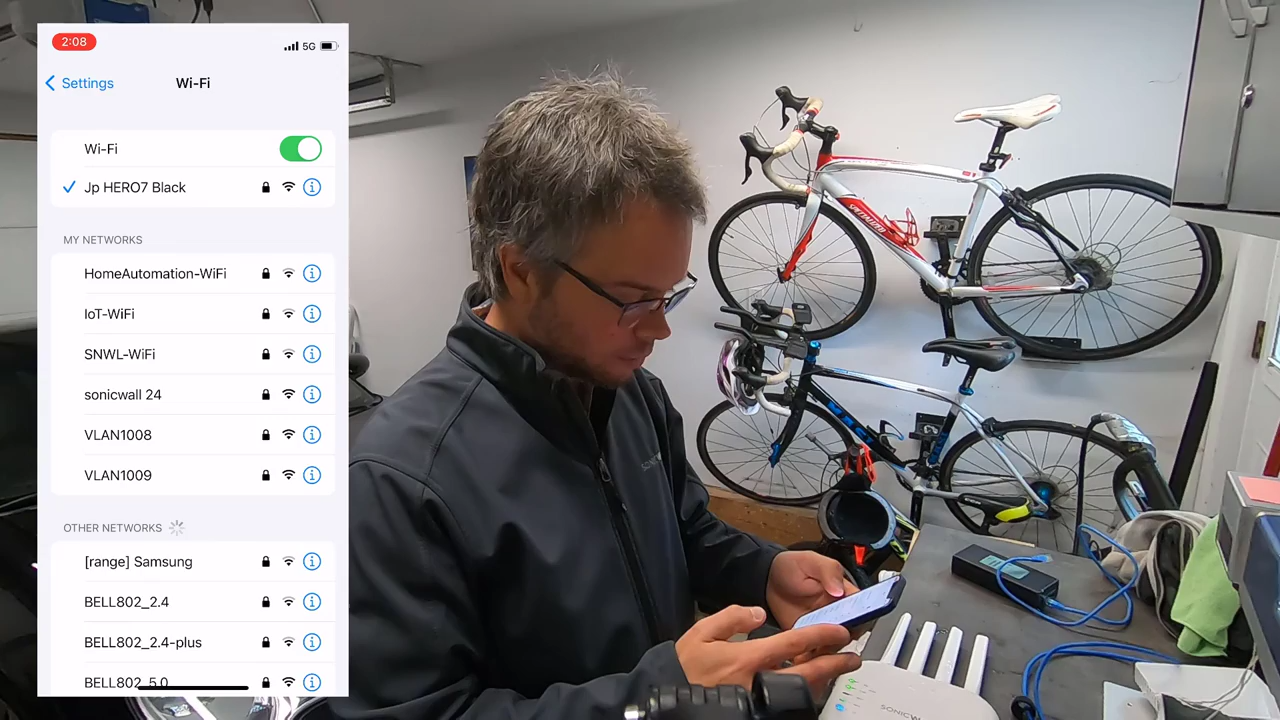 2:08
5G
Settings
Wi-Fi
Wi-Fi
Jp HERO7 Black
MY NETWORKS
HomeAutomation-WiFi
IoT-WiFi
SNWL-WiFi
sonicwall 24
VLAN1008
VLAN1009
OTHER NETWORKS
[range] Samsung
BELL802_2.4
BELL802_2.4-plus
BELL802_5.0
SPECIALIZED